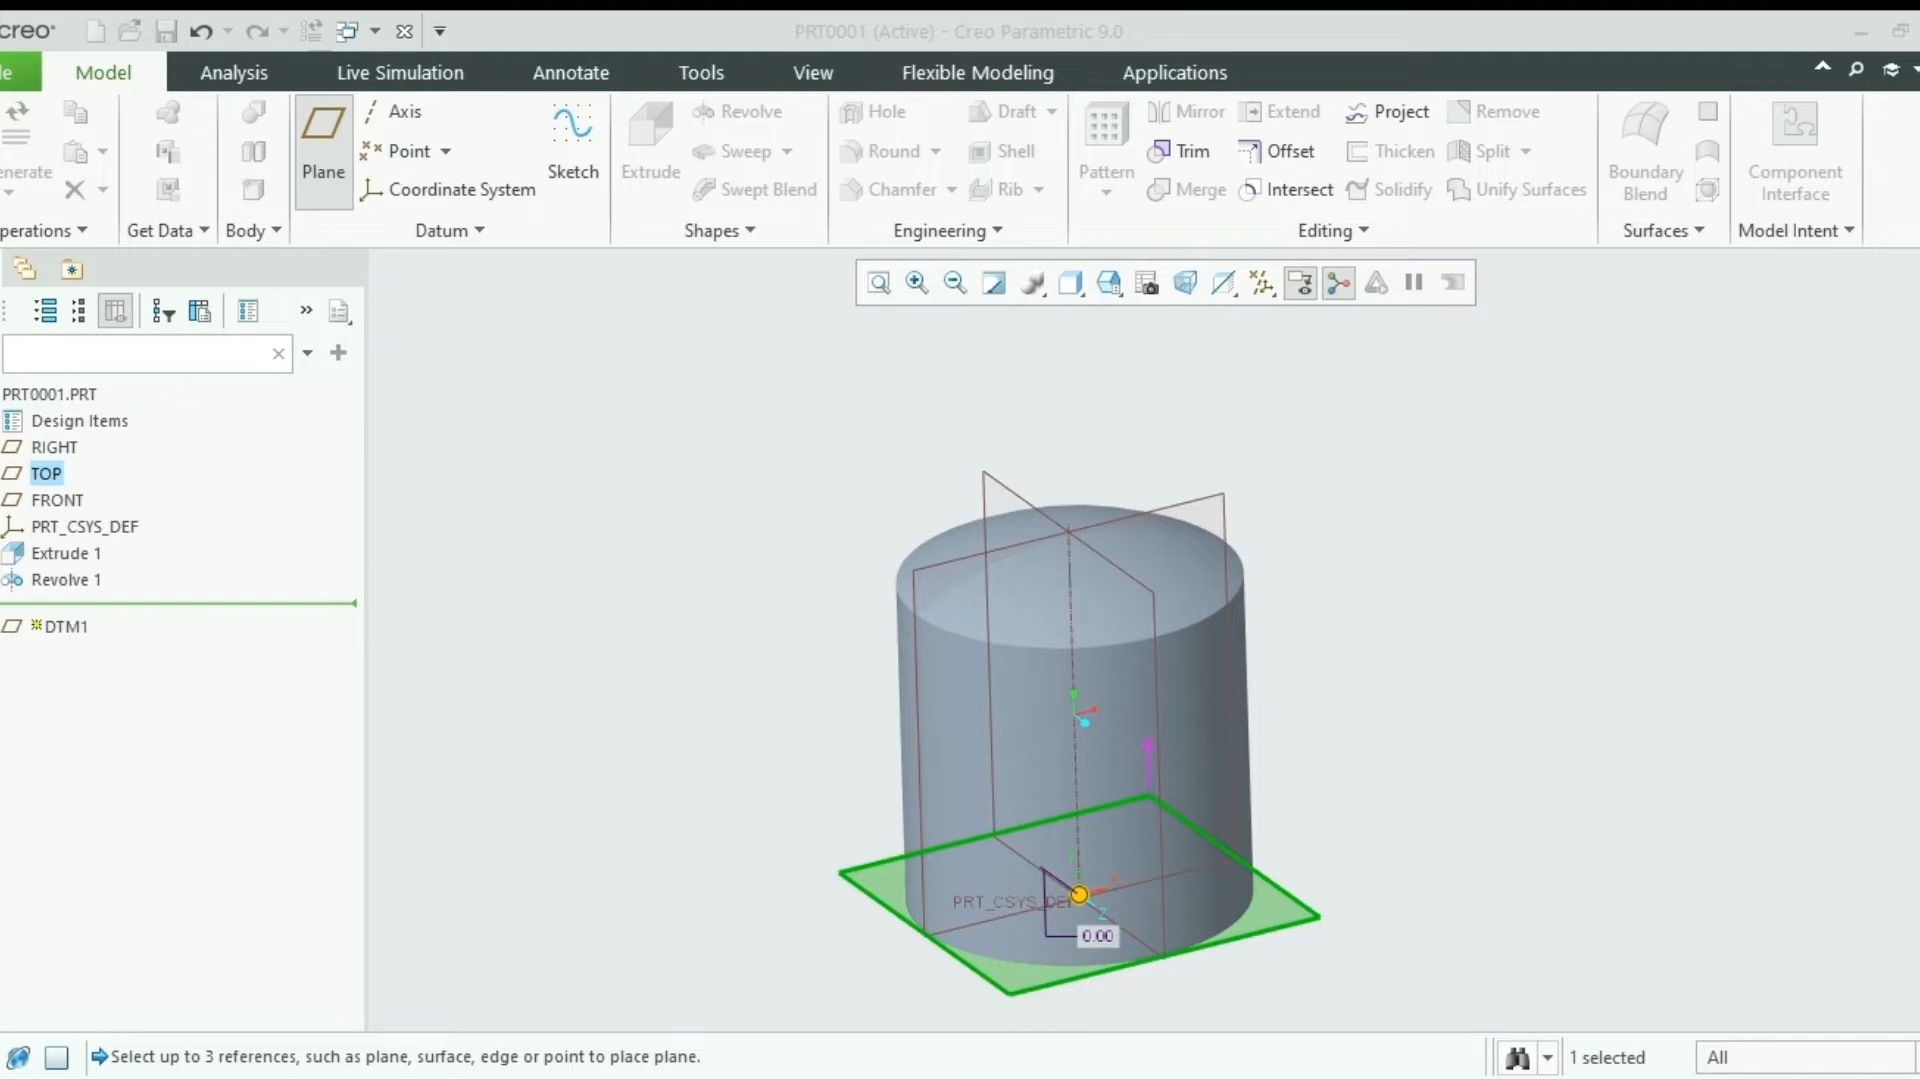 creo
PRT0001 (Active) - Creo Parametric 9.0
Model
Analysis
Live Simulation
Annotate
Tools
View
Flexible Modeling
Applications
Plane
Axis
Point
Coordinate System
Sketch
Datum
Extrude
Revolve
Sweep
Swept Blend
Shapes
Hole
Round
Chamfer
Draft
Shell
Rib
Engineering
Pattern
Mirror
Trim
Merge
Extend
Offset
Intersect
Project
Thicken
Solidify
Remove
Split
Unify Surfaces
Editing
Boundary
Blend
Surfaces
Component
Interface
Model Intent
enerate
perations
Get Data
Body
PRT0001.PRT
Design Items
RIGHT
TOP
FRONT
PRT_CSYS_DEF
Extrude 1
Revolve 1
DTM1
PRT_CSYS_DEF
Z
0.00
Select up to 3 references, such as plane, surface, edge or point to place plane.
1 selected
All